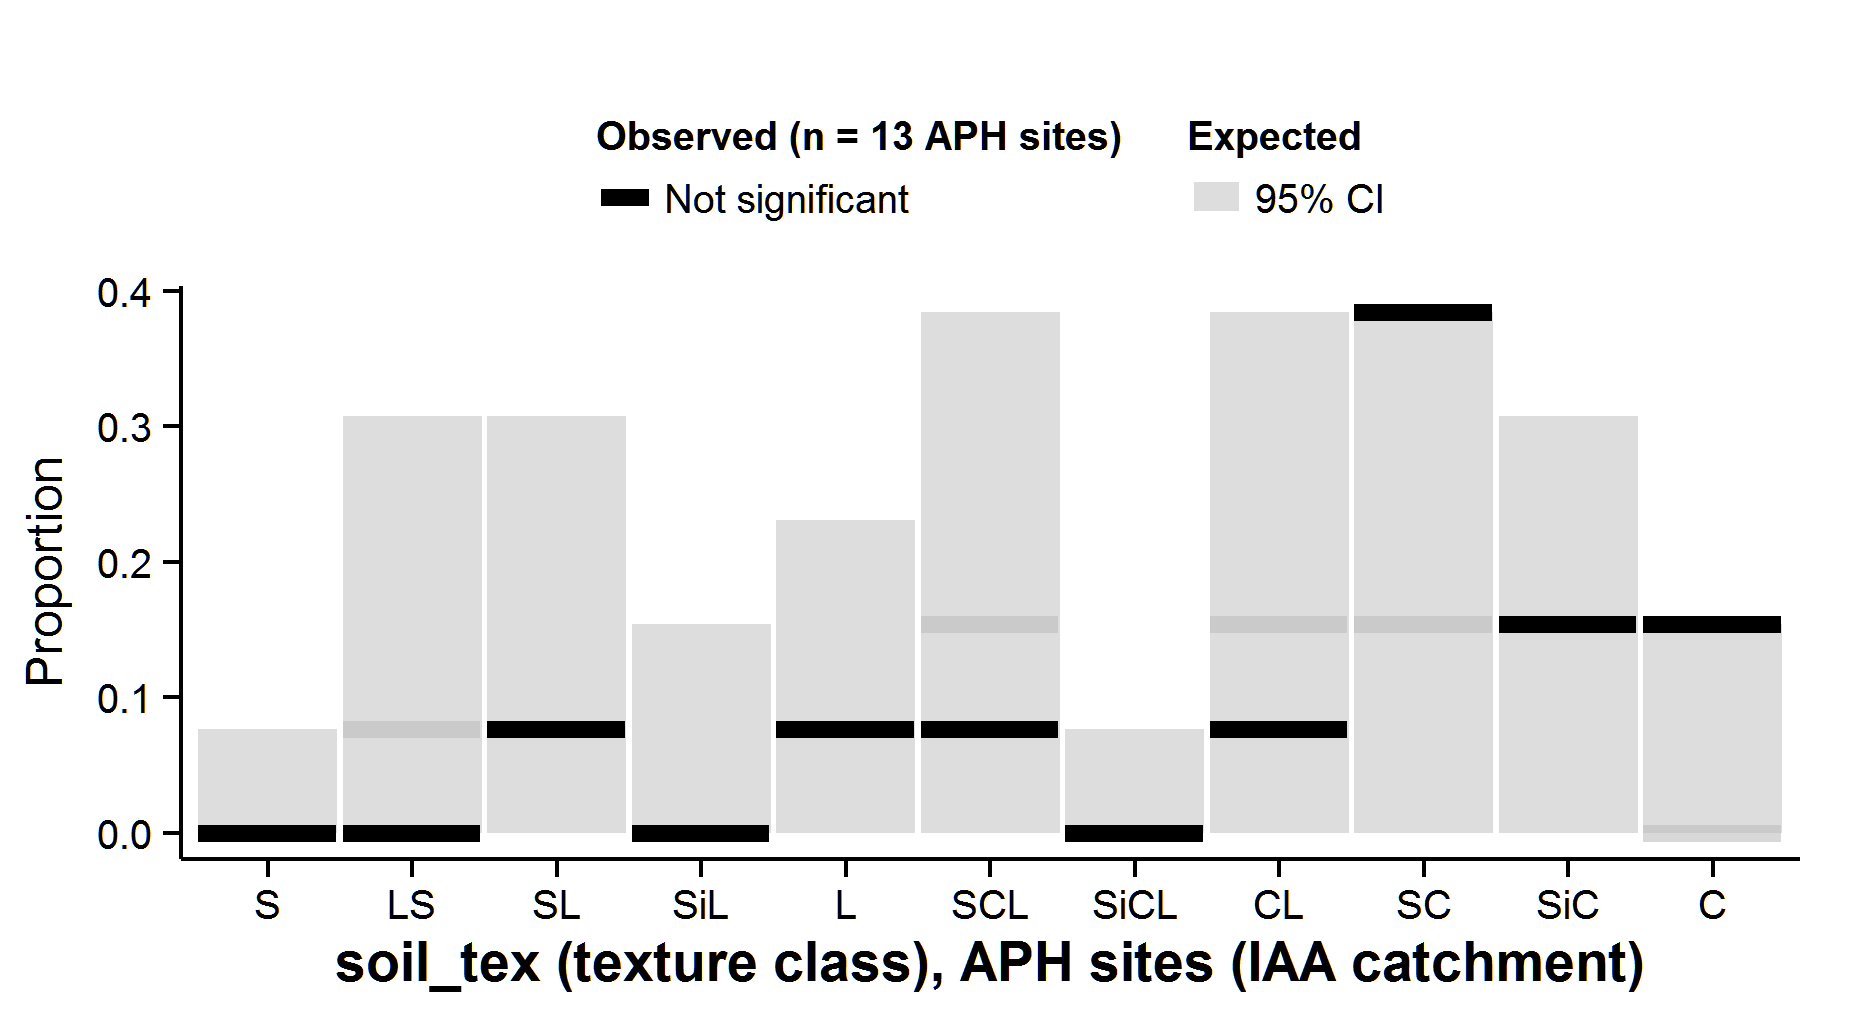 Observed (n = 13 APH sites) Expected
Not significant 95% CI
0.4
0.3
0.2
0.1
0.0
Proportion
S LS SL SiL L SCL SiCL CL SC SiC C
soil_tex (texture class), APH sites (IAA catchment)